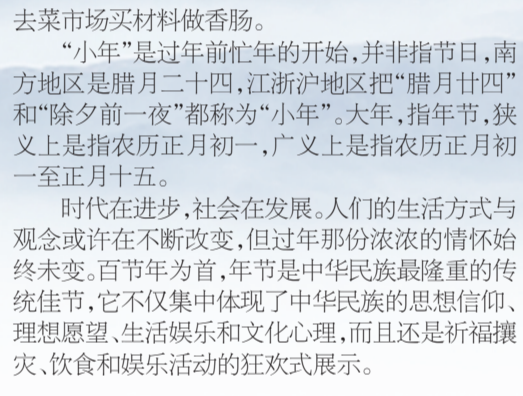 去菜市场买材料做香肠。
“小年”是过年前忙年的开始,并非指节日,南
方地区是腊月二十四,江浙沪地区把“腊月廿四”
和“除夕前一夜”都称为“小年”。大年,指年节,狭
义上是指农历正月初一,广义上是指农历正月初
一至正月十五。
时代在进步,社会在发展。人们的生活方式与
观念或许在不断改变,但过年那份浓浓的情怀始
终未变。百节年为首,年节是中华民族最隆重的传
统佳节,它不仅集中体现了中华民族的思想信仰、
理想愿望、生活娱乐和文化心理,而且还是祈福攘
灾、饮食和娱乐活动的狂欢式展示。